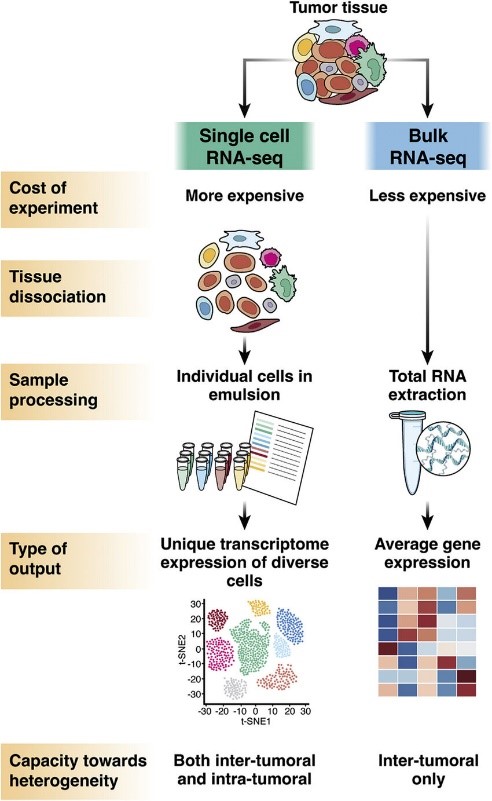 Tumor tissue
Single cell
RNA-seq
Bulk
RNA-seq
Cost of
experiment
More expensive
Less expensive
Tissue
dissociation
Sample
processing
Individual cells in
emulsion
Total RNA
extraction
Type of
output
Unique transcriptome
expression of diverse
cells
Average gene
expression
t-SNE2
30
20
10
0
-10
-20
-30
-30 -20 -10 0 10 20 30
t-SNE1
Capacity towards
heterogeneity
Both inter-tumoral
and intra-tumoral
Inter-tumoral
only